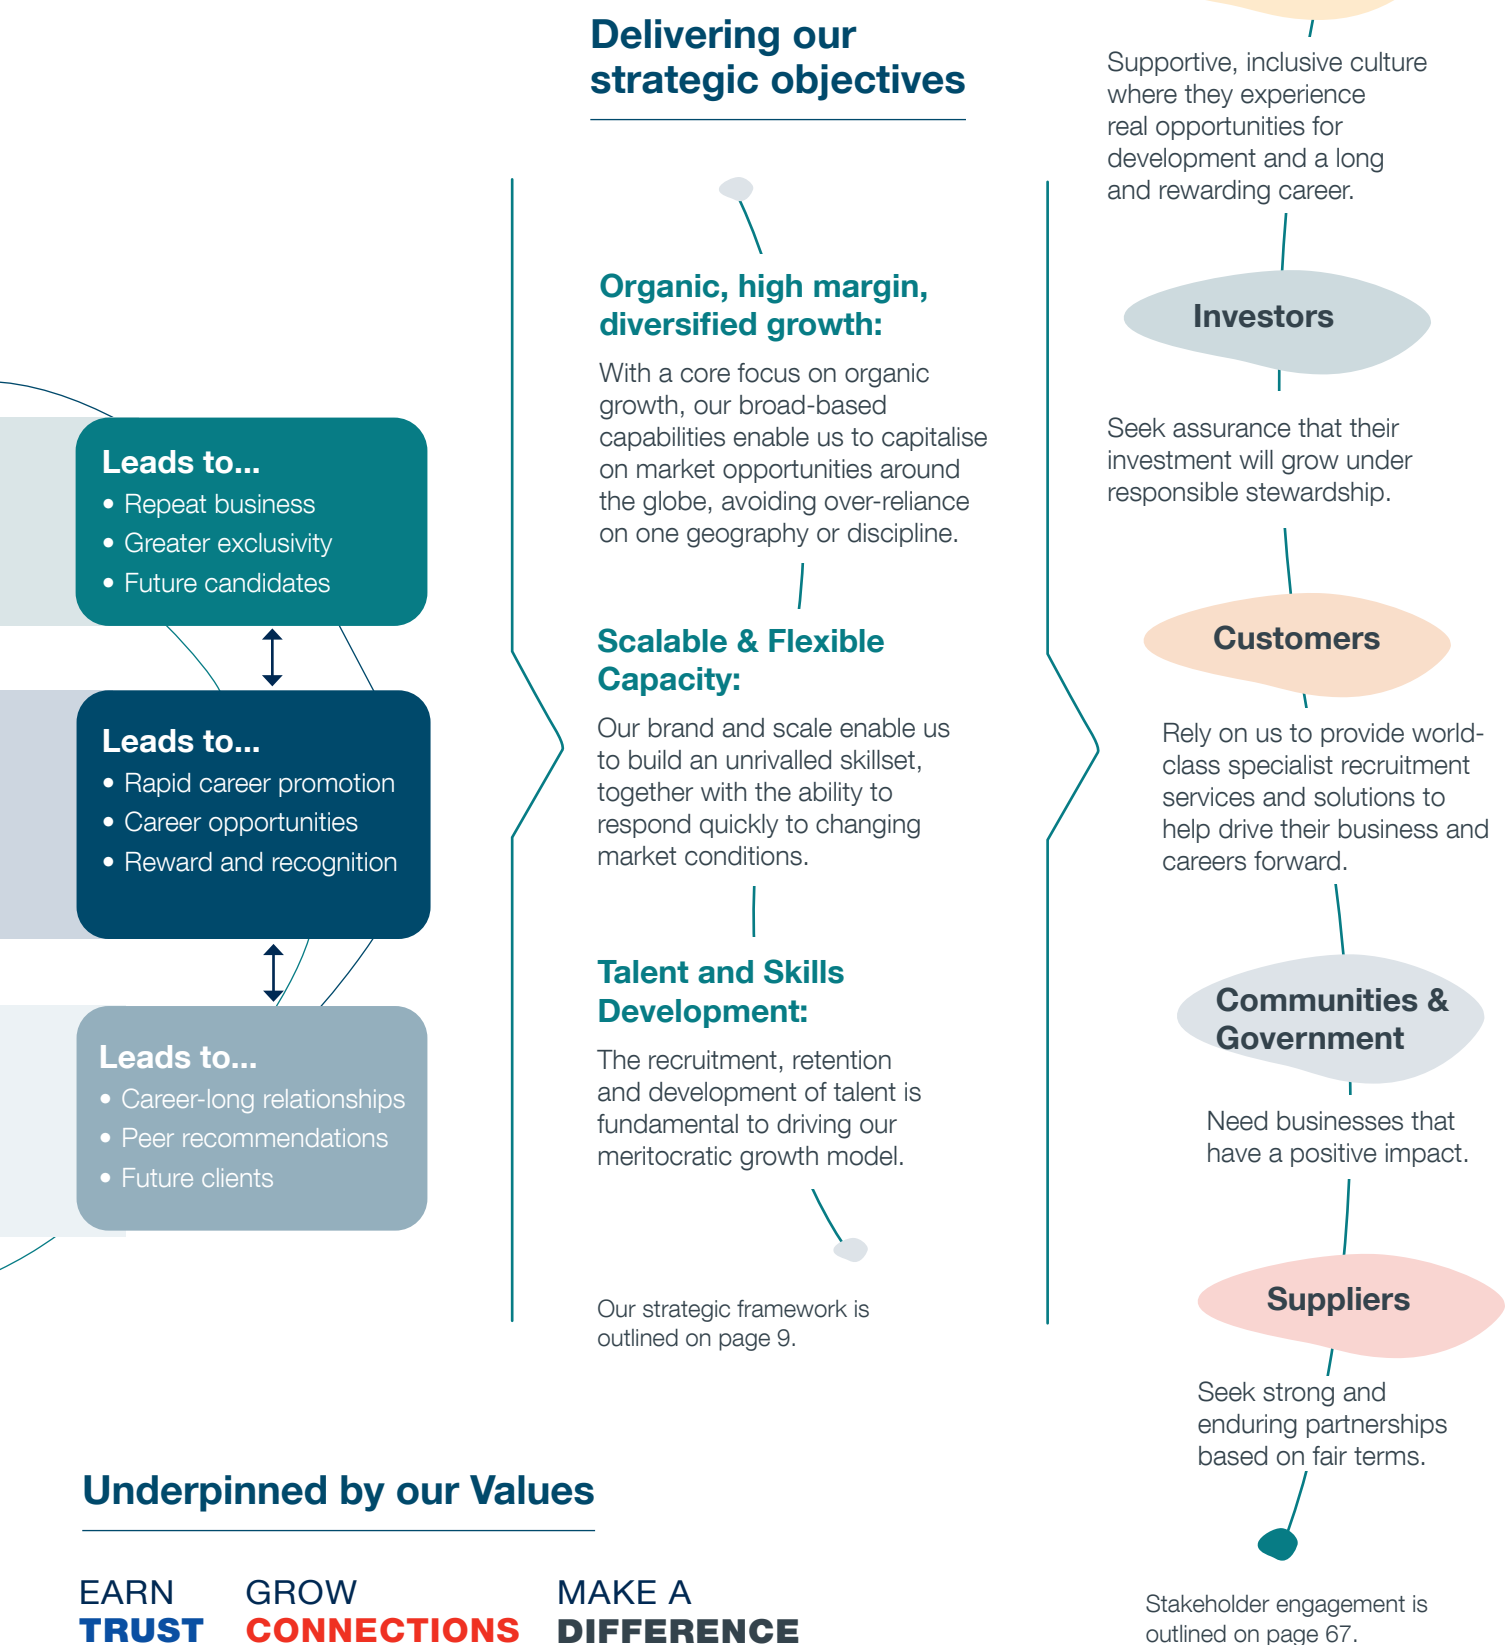 Leads to...
• Repeat business
• Greater exclusivity
• Future candidates
Leads to...
• Rapid career promotion
• Career opportunities
• Reward and recognition
Leads to...
• Career-long relationships
• Peer recommendations
• Future clients
Delivering our
strategic objectives
Organic, high margin,
diversified growth:
With a core focus on organic
growth, our broad-based
capabilities enable us to capitalise
on market opportunities around
the globe, avoiding over-reliance
on one geography or discipline.
Scalable & Flexible
Capacity:
Our brand and scale enable us
to build an unrivalled skillset,
together with the ability to
respond quickly to changing
market conditions.
Talent and Skills
Development:
The recruitment, retention
and development of talent is
fundamental to driving our
meritocratic growth model.
Our strategic framework is
outlined on page 9.
Supportive, inclusive culture
where they experience
real opportunities for
development and a long
and rewarding career.
Investors
Seek assurance that their
investment will grow under
responsible stewardship.
Customers
Rely on us to provide world-
class specialist recruitment
services and solutions to
help drive their business and
careers forward.
Communities &
Government
Need businesses that
have a positive impact.
Suppliers
Seek strong and
enduring partnerships
based on fair terms.
Stakeholder engagement is
outlined on page 67.
Underpinned by our Values
EARN
TRUST
GROW
CONNECTIONS
MAKE A
DIFFERENCE